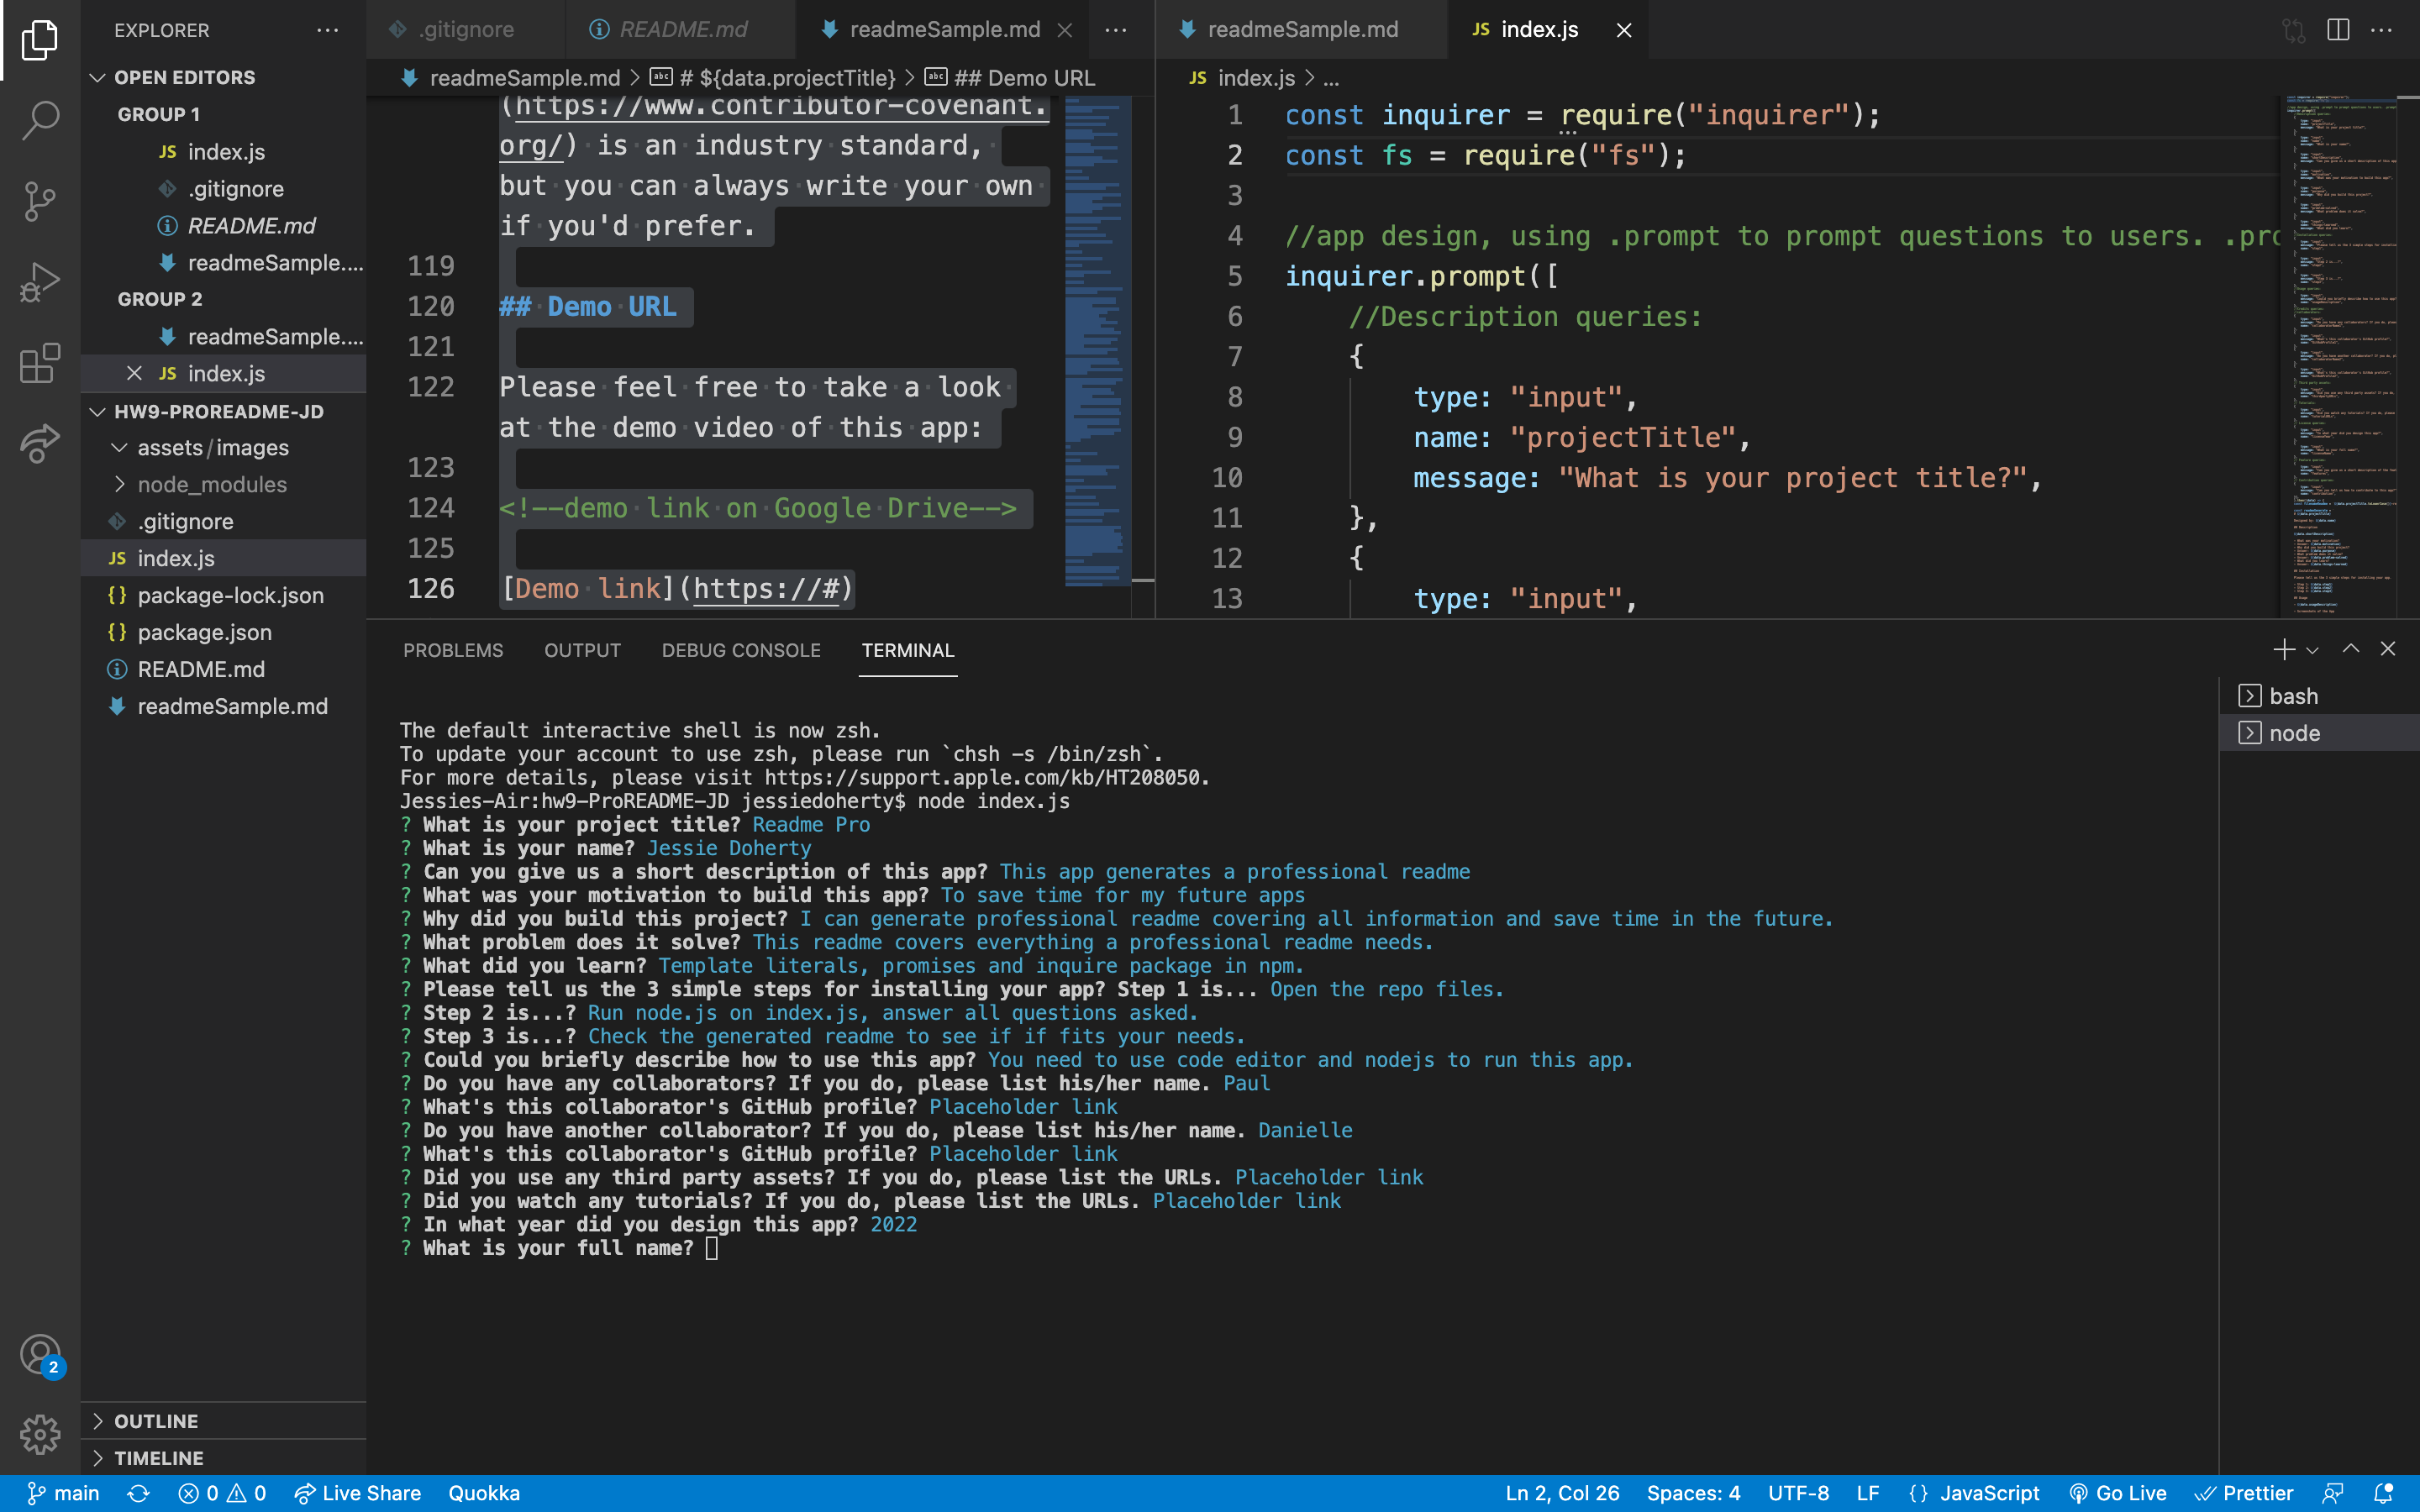 EXPLORER
OPEN EDITORS
GROUP 1
JS index.js
.gitignore
README.md
readmeSample....
GROUP 2
readmeSample....
JS index.js
HW9-PROREADME-JD
assets/images
node_modules
.gitignore
JS index.js
{} package-lock.json
{} package.json
README.md
readmeSample.md
OUTLINE
TIMELINE
2
.gitignore
README.md
readmeSample.md
readmeSample.md > # ${data.projectTitle} > ## Demo URL
(https://www.contributor-covenant.
org/) is an industry standard,
but you can always write your own
if you'd prefer.
119
120 ## Demo URL
121
122 Please feel free to take a look
at the demo video of this app:
123
124 <!--demo link on Google Drive-->
125
126 [Demo link](https://#)
readmeSample.md
JS index.js
JS index.js > ...
1 const inquirer = require("inquirer");
2 const fs = require("fs");
3
4 //app design, using .prompt to prompt questions to users. .pro
5 inquirer.prompt([
6 //Description queries:
7 {
8 type: "input",
9 name: "projectTitle",
10 message: "What is your project title?",
11 },
12 {
13 type: "input",
PROBLEMS OUTPUT DEBUG CONSOLE TERMINAL
bash
node
The default interactive shell is now zsh.
To update your account to use zsh, please run `chsh -s /bin/zsh`.
For more details, please visit https://support.apple.com/kb/HT208050.
Jessies-Air:hw9-ProREADME-JD jessiedoherty$ node index.js
? What is your project title? Readme Pro
? What is your name? Jessie Doherty
? Can you give us a short description of this app? This app generates a professional readme
? What was your motivation to build this app? To save time for my future apps
? Why did you build this project? I can generate professional readme covering all information and save time in the future.
? What problem does it solve? This readme covers everything a professional readme needs.
? What did you learn? Template literals, promises and inquire package in npm.
? Please tell us the 3 simple steps for installing your app? Step 1 is... Open the repo files.
? Step 2 is...? Run node.js on index.js, answer all questions asked.
? Step 3 is...? Check the generated readme to see if if fits your needs.
? Could you briefly describe how to use this app? You need to use code editor and nodejs to run this app.
? Do you have any collaborators? If you do, please list his/her name. Paul
? What's this collaborator's GitHub profile? Placeholder link
? Do you have another collaborator? If you do, please list his/her name. Danielle
? What's this collaborator's GitHub profile? Placeholder link
? Did you use any third party assets? If you do, please list the URLs. Placeholder link
? Did you watch any tutorials? If you do, please list the URLs. Placeholder link
? In what year did you design this app? 2022
? What is your full name?
main 0 0 Live Share Quokka Ln 2, Col 26 Spaces: 4 UTF-8 LF {} JavaScript Go Live Prettier